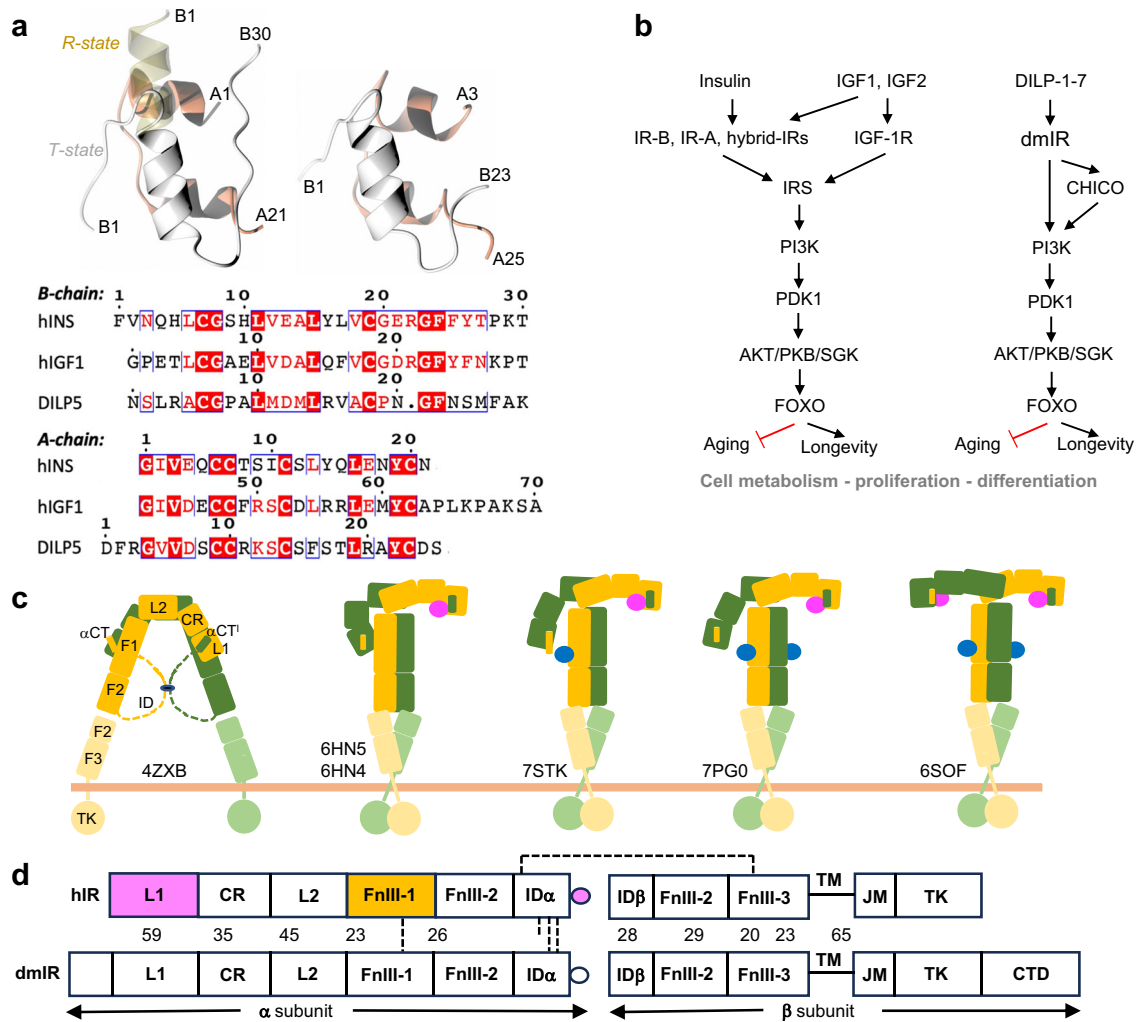 a
B1
R-state
B30
A1
T-state
B1
A21
A3
B1
B23
A25
B-chain: 1 10 20 30
hINS FVNQHLCGSHLVEALYLVCGERGFFYTPKT
10 20
hIGF1 GPETLCGAELVDALQFVCGDRGFYFNKPT
10 20
DILP5 NSLRACGPALMDMLRVACPN.GFNSMFAK
A-chain: 1 10 20
hINS GIVEQCCTSICSLYQLENYCN
50 60 70
hIGF1 GIVDECCFRSCDLRRLEMYCAPLKPAKSA
1 10 20
DILP5 DFRGVVDSCCRKSCSFSTLRAYCDS
b
Insulin IGF1, IGF2 DILP-1-7
IR-B, IR-A, hybrid-IRs IGF-1R dmIR
CHICO
IRS
PI3K PI3K
PDK1 PDK1
AKT/PKB/SGK AKT/PKB/SGK
FOXO FOXO
Aging Longevity Aging Longevity
Cell metabolism - proliferation - differentiation
c
L2
CR
αCT αCTᴵ
F1 L1
F2 ID
F2
F3
TK
4ZXB
6HN5
6HN4
7STK
7PG0
6SOF
d
TM
hIR L1 CR L2 FnIII-1 FnIII-2 IDα IDβ FnIII-2 FnIII-3 JM TK
59 35 45 23 26 28 29 20 23 65
TM
dmIR L1 CR L2 FnIII-1 FnIII-2 IDα IDβ FnIII-2 FnIII-3 JM TK CTD
α subunit β subunit